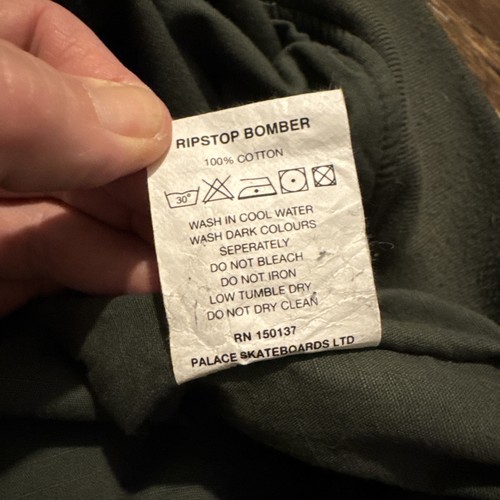 RIPSTOP BOMBER
100% COTTON
30°
WASH IN COOL WATER
WASH DARK COLOURS
SEPERATELY
DO NOT BLEACH
DO NOT IRON
LOW TUMBLE DRY
DO NOT DRY CLEAN
RN 150137
PALACE SKATEBOARDS LTD